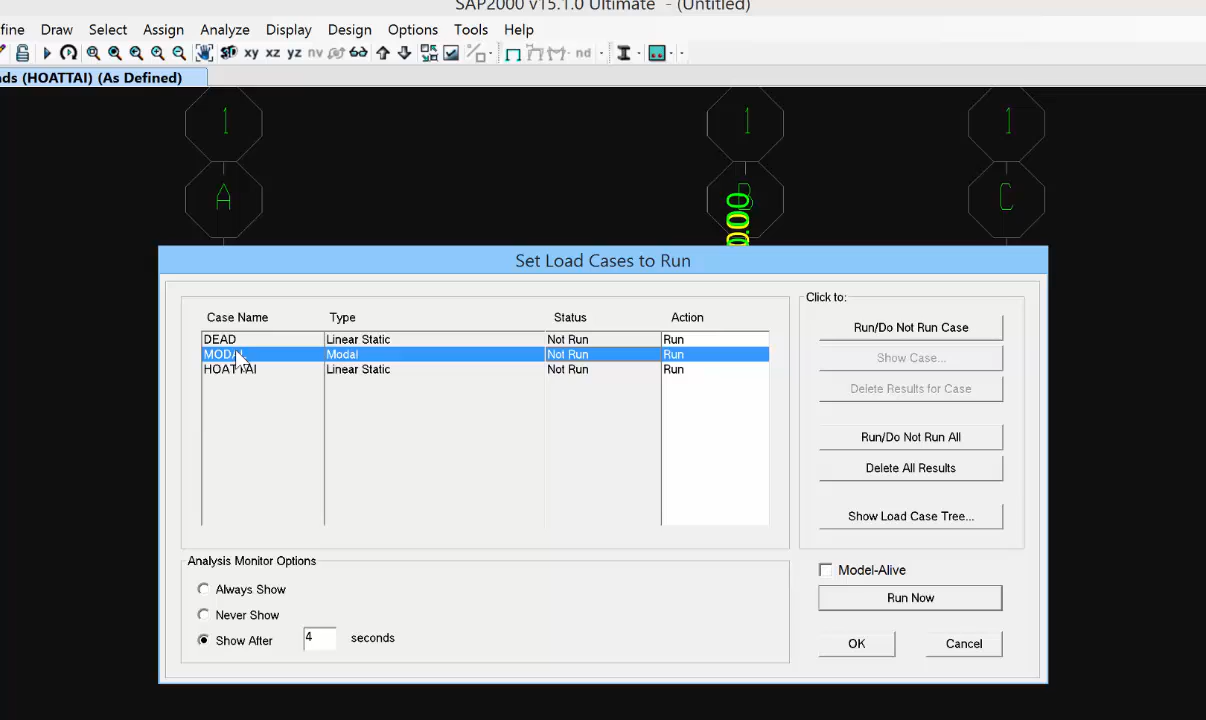 SAP2000 v15.1.0 Ultimate - (Untitled)
fine Draw Select Assign Analyze Display Design Options Tools Help
3D xy xz yz nv nd
ads (HOATTAI) (As Defined)
1 1 1
A B C
Set Load Cases to Run
Case Name Type Status Action
DEAD Linear Static Not Run Run
MODAL Modal Not Run Run
HOATTAI Linear Static Not Run Run
Click to:
Run/Do Not Run Case
Show Case...
Delete Results for Case
Run/Do Not Run All
Delete All Results
Show Load Case Tree...
Analysis Monitor Options
Always Show
Never Show
Show After 4 seconds
Model-Alive
Run Now
OK Cancel